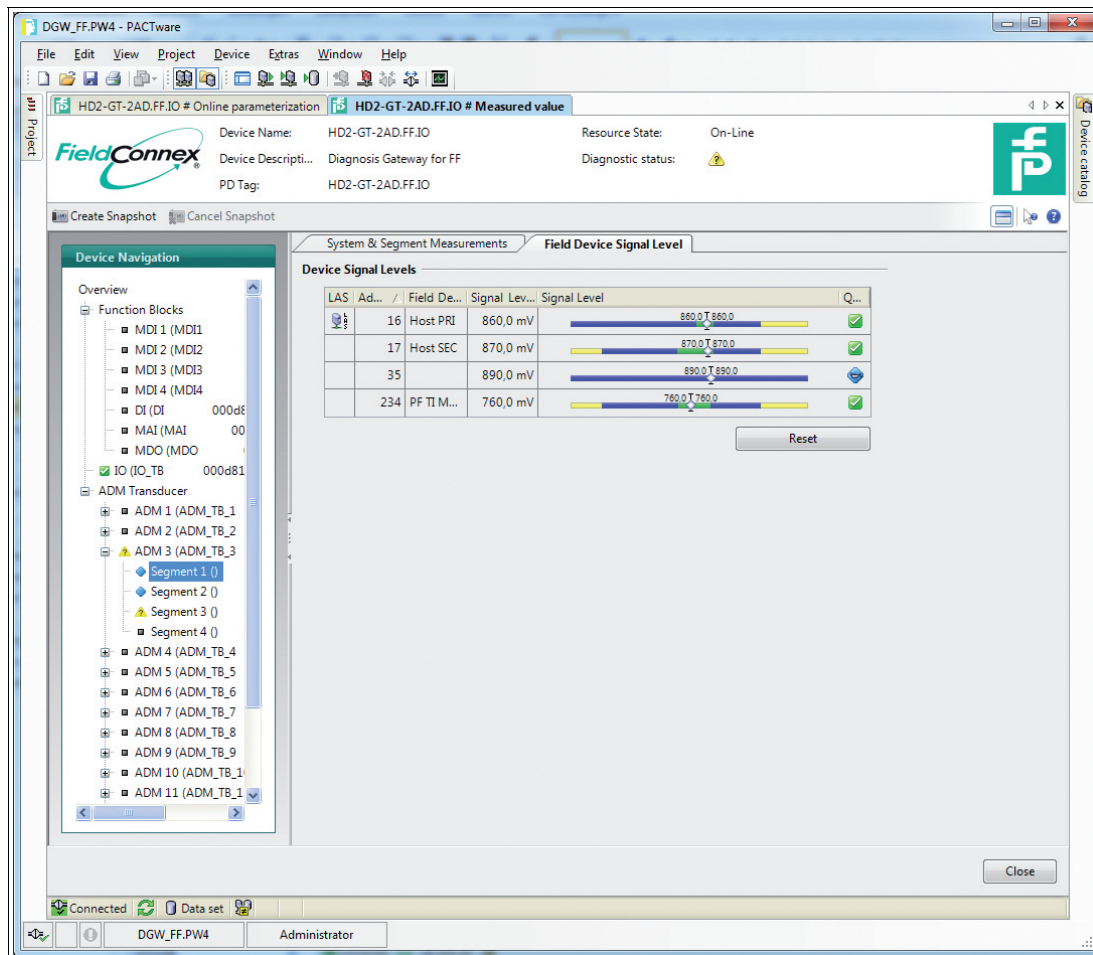 DGW_FF.PW4 - PACTware
File Edit View Project Device Extras Window Help
Project
HD2-GT-2AD.FF.IO # Online parameterization HD2-GT-2AD.FF.IO # Measured value
Device catalog
FieldConnex®
Device Name: HD2-GT-2AD.FF.IO Resource State: On-Line
Device Descripti... Diagnosis Gateway for FF Diagnostic status:
PD Tag: HD2-GT-2AD.FF.IO
Create Snapshot Cancel Snapshot
Device Navigation
Overview
Function Blocks
MDI 1 (MDI1
MDI 2 (MDI2
MDI 3 (MDI3
MDI 4 (MDI4
DI (DI 000d8
MAI (MAI 00
MDO (MDO
IO (IO_TB 000d81
ADM Transducer
ADM 1 (ADM_TB_1
ADM 2 (ADM_TB_2
ADM 3 (ADM_TB_3
Segment 1 ()
Segment 2 ()
Segment 3 ()
Segment 4 ()
ADM 4 (ADM_TB_4
ADM 5 (ADM_TB_5
ADM 6 (ADM_TB_6
ADM 7 (ADM_TB_7
ADM 8 (ADM_TB_8
ADM 9 (ADM_TB_9
ADM 10 (ADM_TB_1
ADM 11 (ADM_TB_1
System & Segment Measurements Field Device Signal Level
Device Signal Levels
LAS Ad... Field De... Signal Lev... Signal Level Q...
LAS 16 Host PRI 860,0 mV 860,0 860,0
17 Host SEC 870,0 mV 870,0 870,0
35 890,0 mV 890,0 890,0
234 PF TI M... 760,0 mV 760,0 760,0
Reset
Close
Connected Data set
DGW_FF.PW4 Administrator